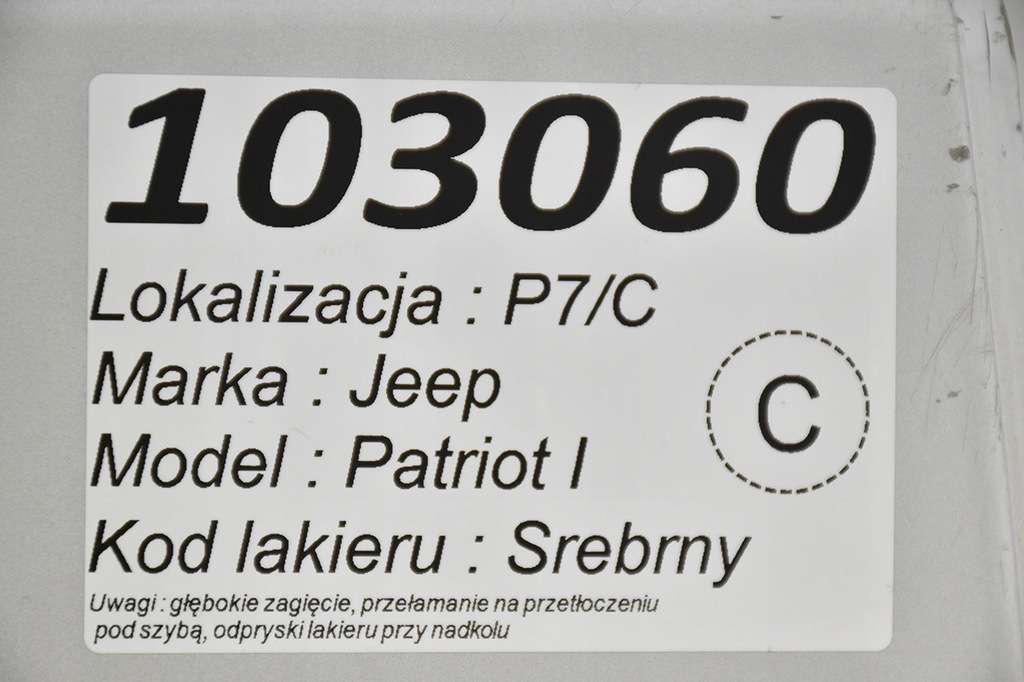 103060
Lokalizacja : P7/C
Marka : Jeep
C
Model : Patriot I
Kod lakieru : Srebrny
Uwagi : głębokie zagięcie, przełamanie na przetłoczeniu
pod szybą, odpryski lakieru przy nadkolu